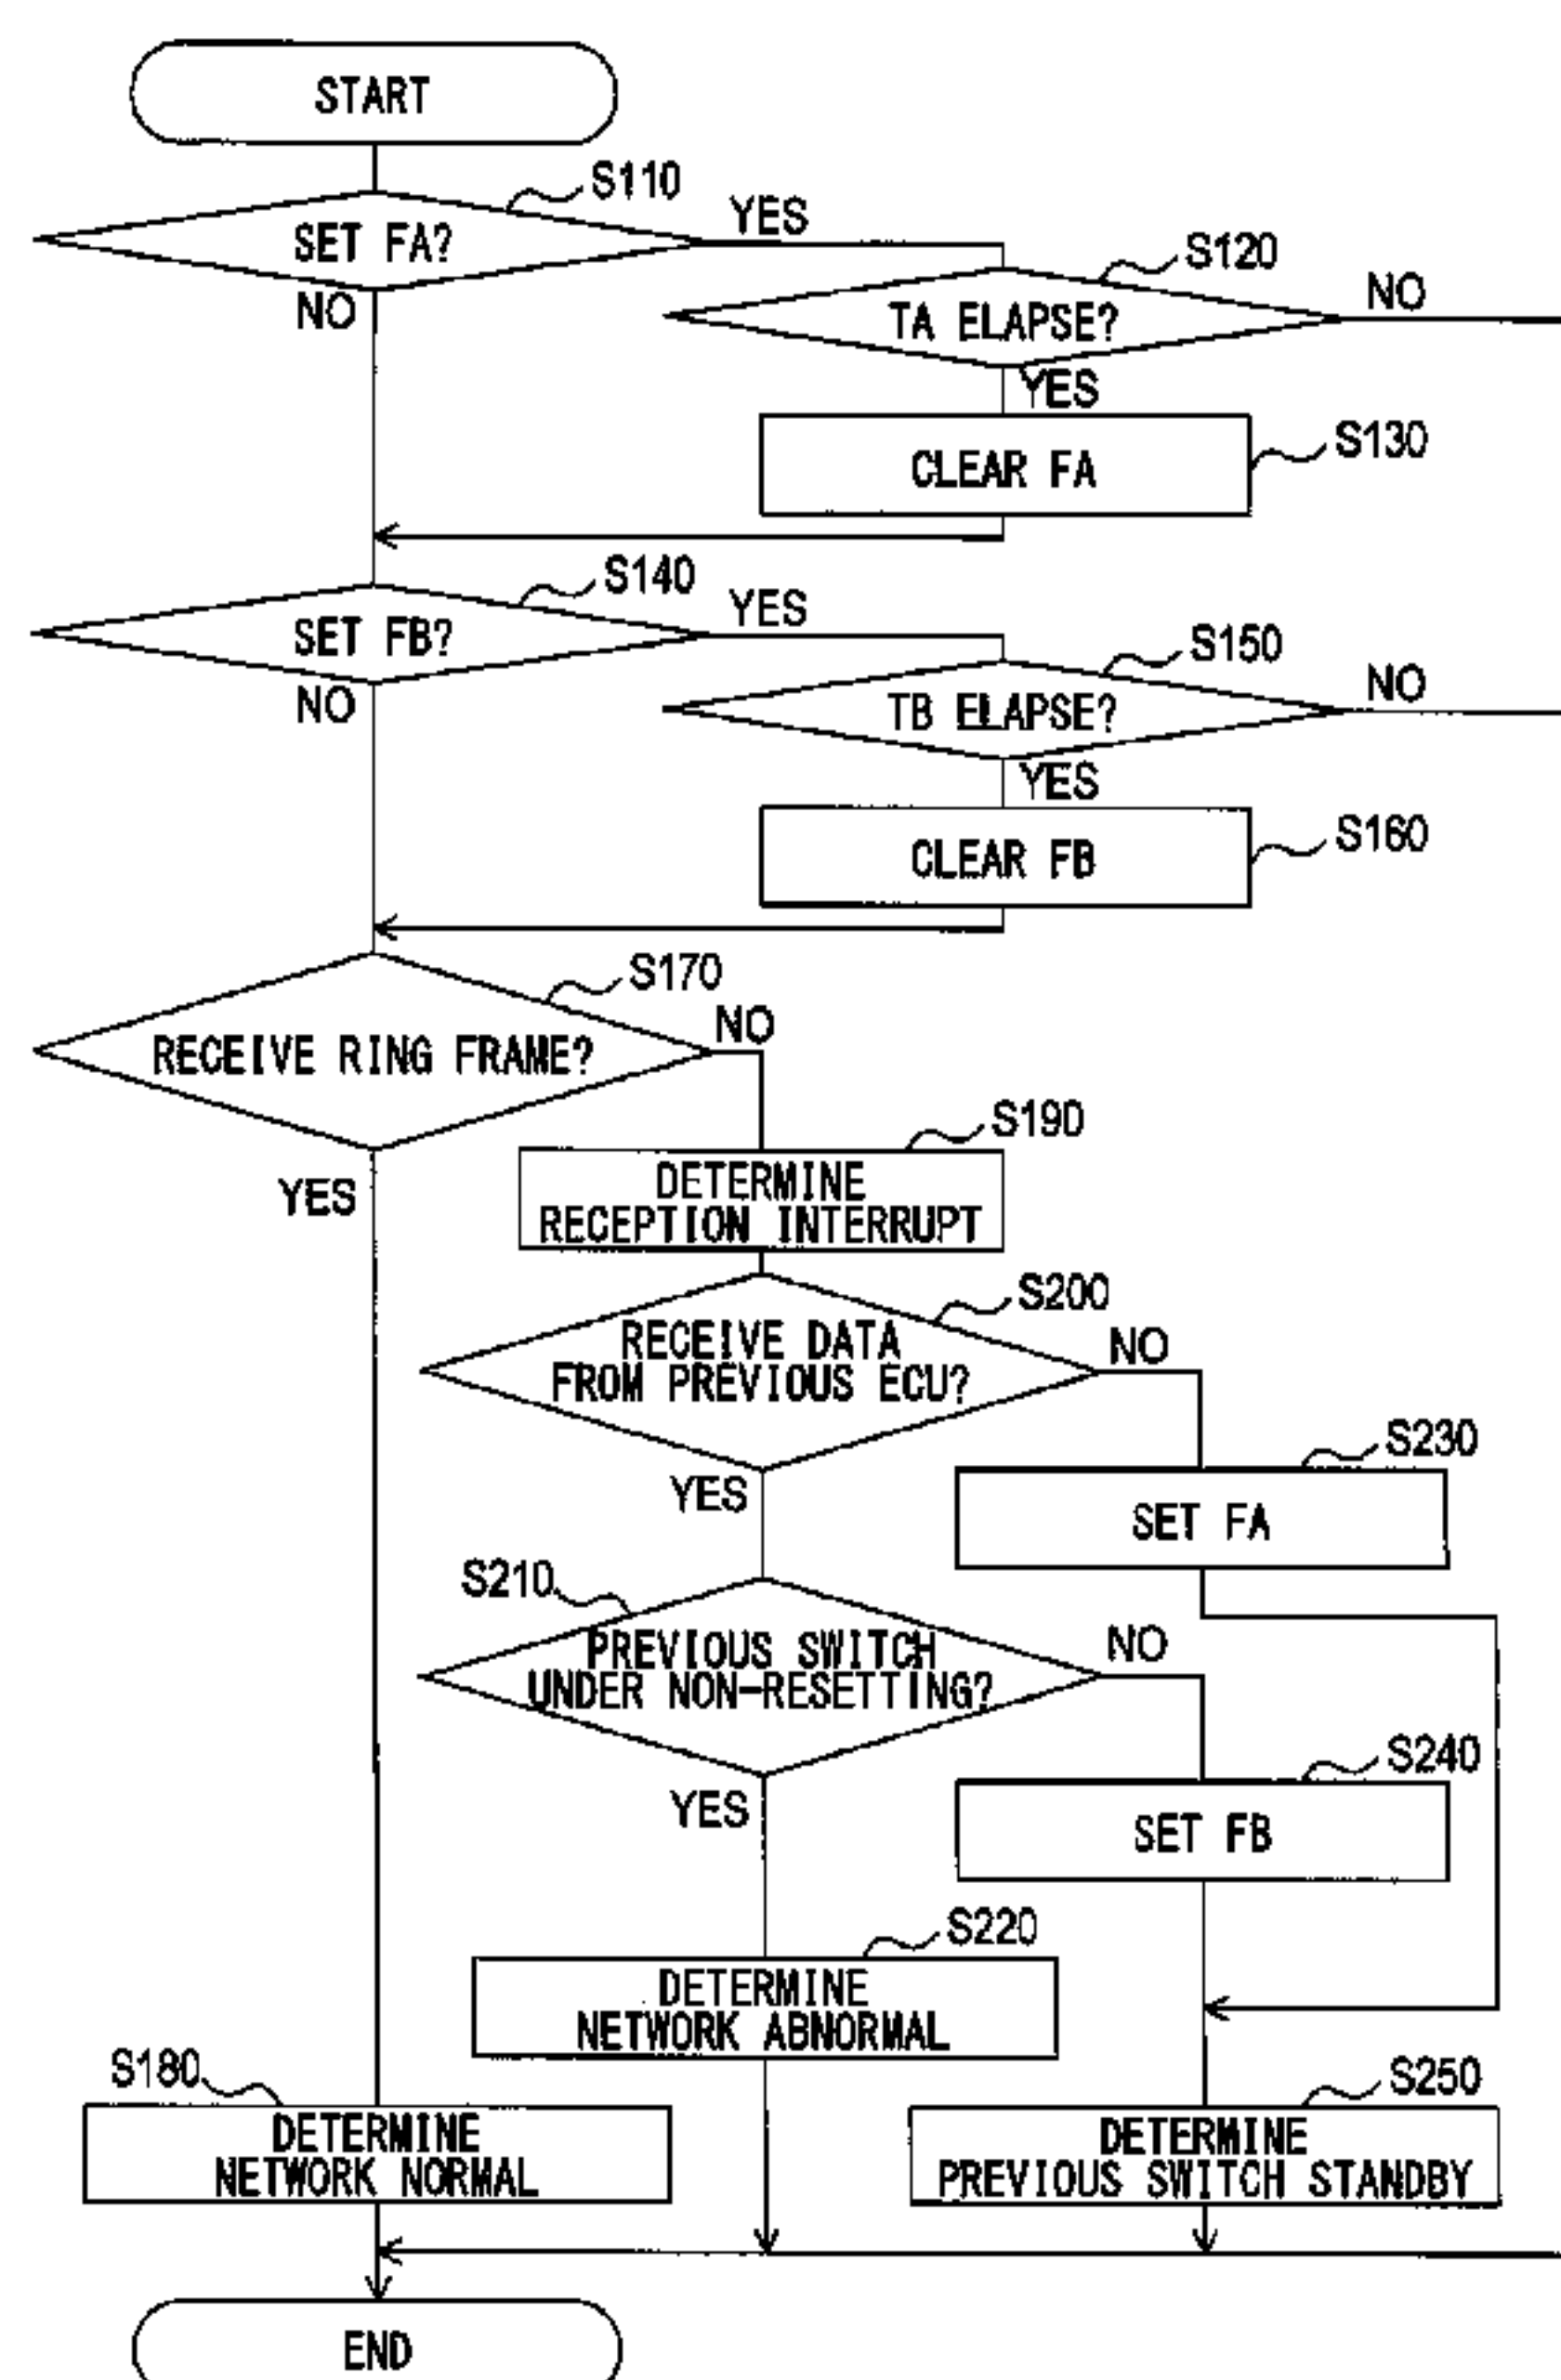 START
S110
SET FA?
YES
NO
S120
TA ELAPSE?
NO
YES
S130
CLEAR FA
S140
SET FB?
YES
NO
S150
TB ELAPSE?
NO
YES
S160
CLEAR FB
S170
RECEIVE RING FRAME?
NO
YES
S190
DETERMINE
RECEPTION INTERRUPT
S200
RECEIVE DATA
FROM PREVIOUS ECU?
NO
YES
S230
SET FA
S210
PREVIOUS SWITCH
UNDER NON-RESETTING?
NO
YES
S240
SET FB
S220
DETERMINE
NETWORK ABNORMAL
S180
DETERMINE
NETWORK NORMAL
S250
DETERMINE
PREVIOUS SWITCH STANDBY
END